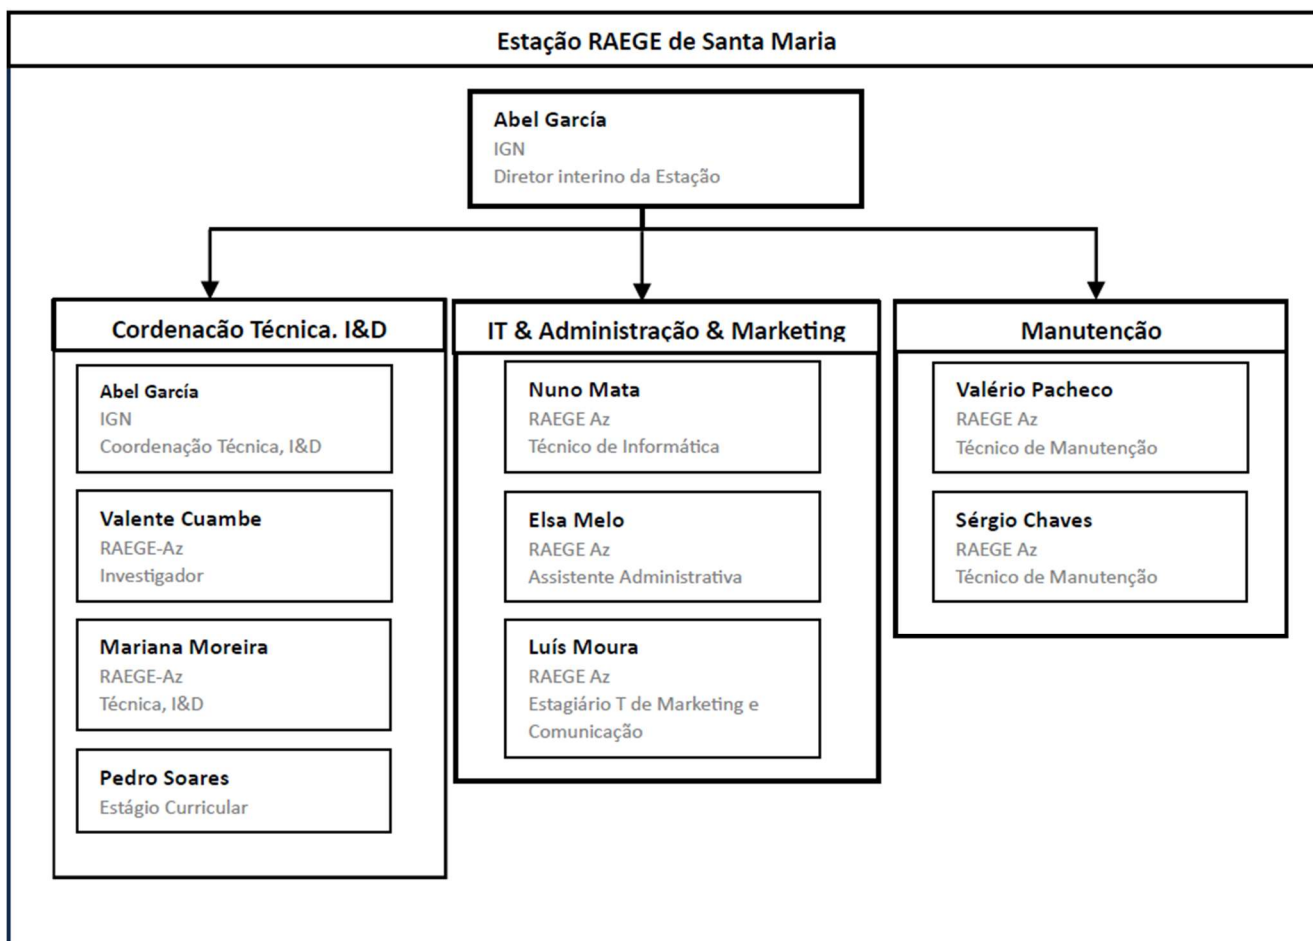 Estação RAEGE de Santa Maria
Abel García
IGN
Diretor interino da Estação
Cordenacão Técnica. I&D
Abel García
IGN
Coordenação Técnica, I&D
Valente Cuambe
RAEGE-Az
Investigador
Mariana Moreira
RAEGE-Az
Técnica, I&D
Pedro Soares
Estágio Curricular
IT & Administração & Marketing
Nuno Mata
RAEGE Az
Técnico de Informática
Elsa Melo
RAEGE Az
Assistente Administrativa
Luís Moura
RAEGE Az
Estagiário T de Marketing e
Comunicação
Manutenção
Valério Pacheco
RAEGE Az
Técnico de Manutenção
Sérgio Chaves
RAEGE Az
Técnico de Manutenção